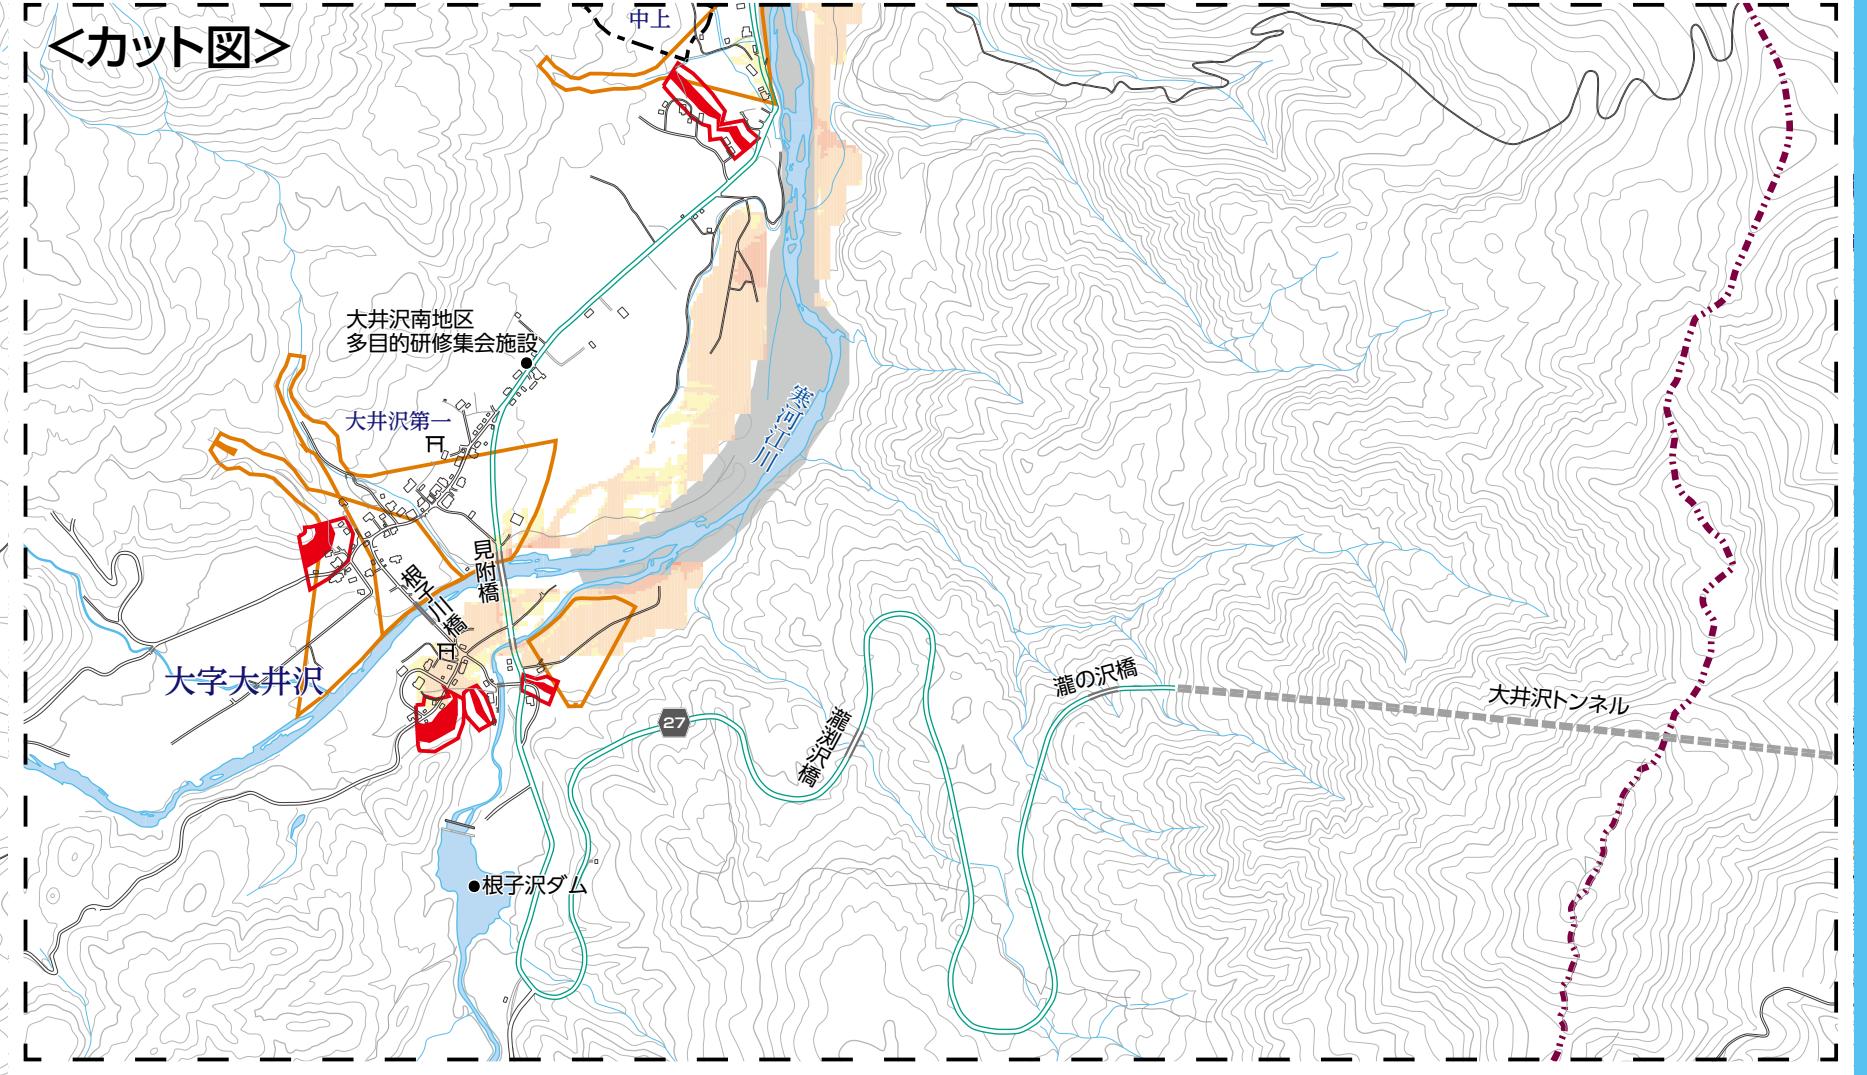 <カット図>
中上
大井沢南地区
多目的研修集会施設
大井沢第一
寒河江川
見附橋
根子川橋
大字大井沢
27
瀧渕沢橋
瀧の沢橋
大井沢トンネル
根子沢ダム